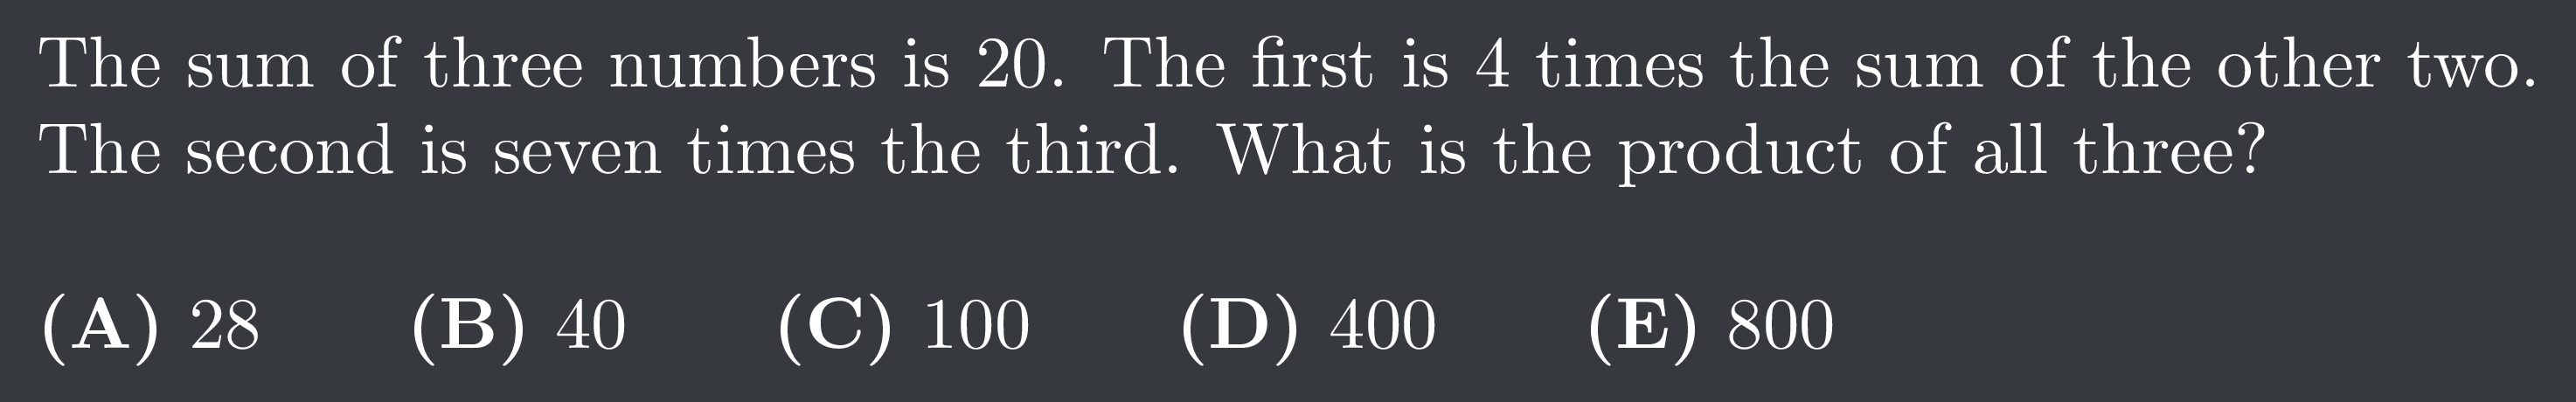 The sum of three numbers is 20. The first is 4 times the sum of the other two.
The second is seven times the third. What is the product of all three?
(A) 28 (B) 40 (C) 100 (D) 400 (E) 800